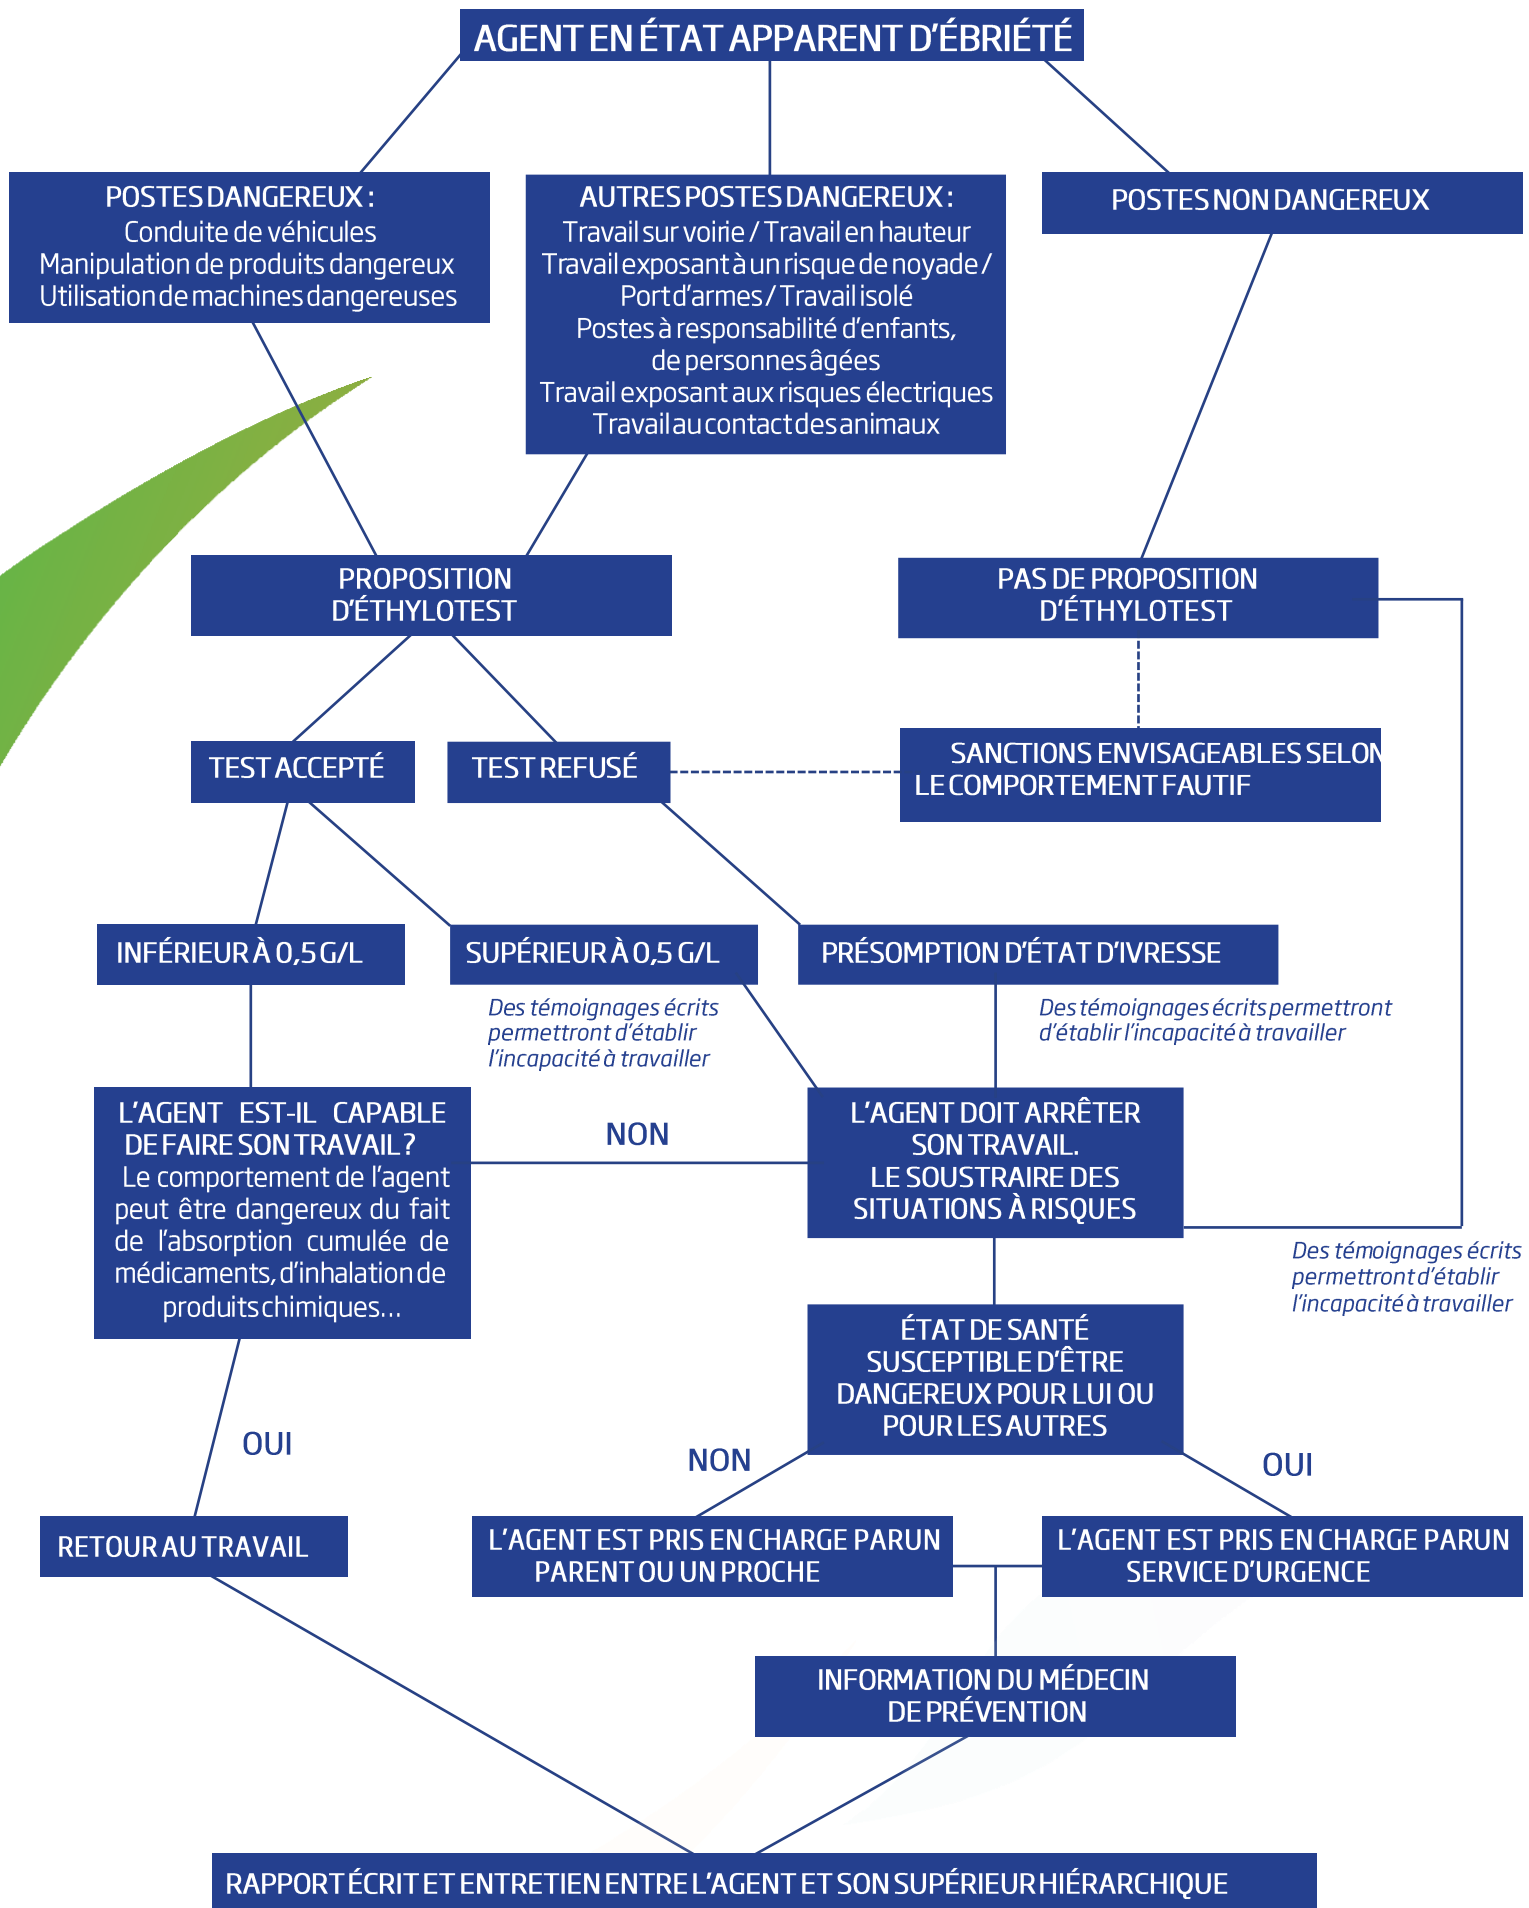 AGENT EN ÉTAT APPARENT D'ÉBRIÉTÉ
POSTES DANGEREUX :
Conduite de véhicules
Manipulation de produits dangereux
Utilisation de machines dangereuses
AUTRES POSTES DANGEREUX :
Travail sur voirie / Travail en hauteur
Travail exposant à un risque de noyade /
Port d'armes / Travail isolé
Postes à responsabilité d'enfants,
de personnes âgées
Travail exposant aux risques électriques
Travail au contact des animaux
POSTES NON DANGEREUX
PROPOSITION
D'ÉTHYLOTEST
PAS DE PROPOSITION
D'ÉTHYLOTEST
TEST ACCEPTÉ
TEST REFUSÉ
SANCTIONS ENVISAGEABLES SELON
LE COMPORTEMENT FAUTIF
INFÉRIEUR À 0,5 G/L
SUPÉRIEUR À 0,5 G/L
PRÉSOMPTION D'ÉTAT D'IVRESSE
Des témoignages écrits
permettront d'établir
l'incapacité à travailler
Des témoignages écrits permettront
d'établir l'incapacité à travailler
L'AGENT EST-IL CAPABLE
DE FAIRE SON TRAVAIL ?
Le comportement de l'agent
peut être dangereux du fait
de l'absorption cumulée de
médicaments, d'inhalation de
produits chimiques...
NON
L'AGENT DOIT ARRÊTER
SON TRAVAIL.
LE SOUSTRAIRE DES
SITUATIONS À RISQUES
Des témoignages écrits
permettront d'établir
l'incapacité à travailler
ÉTAT DE SANTÉ
SUSCEPTIBLE D'ÊTRE
DANGEREUX POUR LUI OU
POUR LES AUTRES
OUI
NON
OUI
RETOUR AU TRAVAIL
L'AGENT EST PRIS EN CHARGE PARUN
PARENT OU UN PROCHE
L'AGENT EST PRIS EN CHARGE PARUN
SERVICE D'URGENCE
INFORMATION DU MÉDECIN
DE PRÉVENTION
RAPPORT ÉCRIT ET ENTRETIEN ENTRE L'AGENT ET SON SUPÉRIEUR HIÉRARCHIQUE